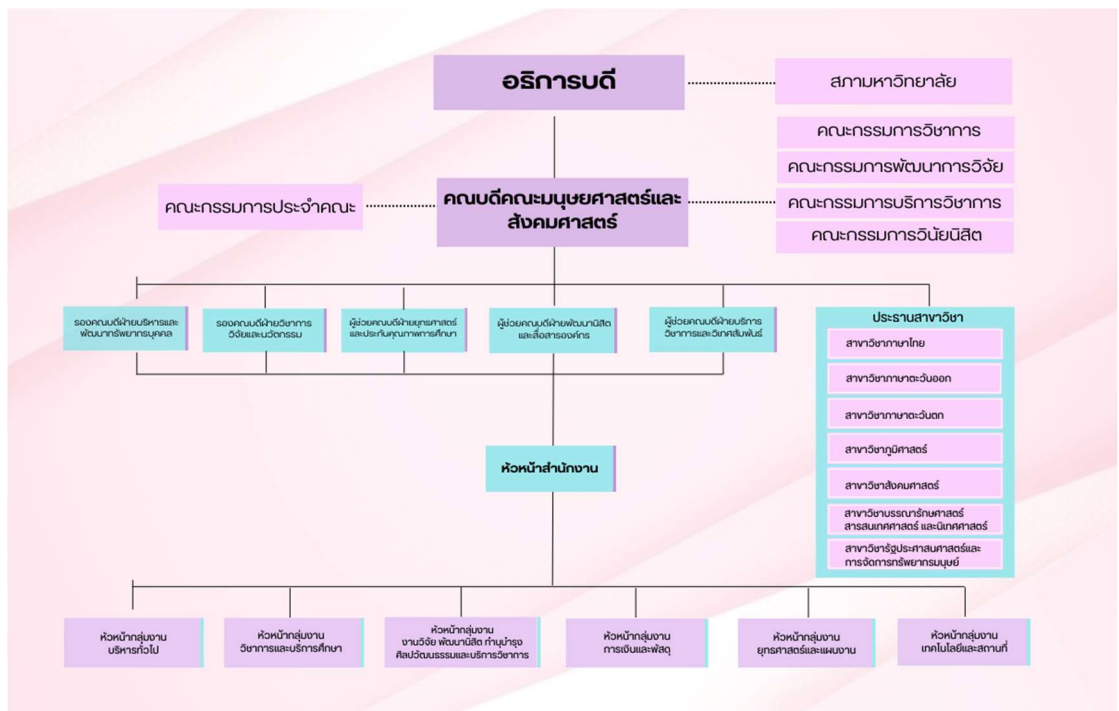 อธิการบดี
สภามหาวิทยาลัย
คณะกรรมการวิชาการ
คณะกรรมการพัฒนาการวิจัย
คณะกรรมการประจำคณะ
คณบดีคณะมนุษยศาสตร์และ
สังคมศาสตร์
คณะกรรมการบริการวิชาการ
คณะกรรมการวินัยนิสิต
รองคณบดีฝ่ายบริหารและ
พัฒนาทรัพยากรบุคคล
รองคณบดีฝ่ายวิชาการ
วิจัยและนวัตกรรม
ผู้ช่วยคณบดีฝ่ายยุทธศาสตร์
และประกันคุณภาพการศึกษา
ผู้ช่วยคณบดีฝ่ายพัฒนานิสิต
และสื่อสารองค์กร
ผู้ช่วยคณบดีฝ่ายบริการ
วิชาการและวิเทศสัมพันธ์
ประธานสาขาวิชา
สาขาวิชาภาษาไทย
สาขาวิชาภาษาตะวันออก
สาขาวิชาภาษาตะวันตก
สาขาวิชาภูมิศาสตร์
สาขาวิชาสังคมศาสตร์
สาขาวิชาบรรณารักษศาสตร์
สารสนเทศศาสตร์ และนิเทศศาสตร์
สาขาวิชารัฐประศาสนศาสตร์และ
การจัดการทรัพยากรมนุษย์
หัวหน้าสำนักงาน
หัวหน้ากลุ่มงาน
บริหารทั่วไป
หัวหน้ากลุ่มงาน
วิชาการและบริการศึกษา
หัวหน้ากลุ่มงาน
งานวิจัย พัฒนานิสิต ทำนุบำรุง
ศิลปวัฒนธรรมและบริการวิชาการ
หัวหน้ากลุ่มงาน
การเงินและพัสดุ
หัวหน้ากลุ่มงาน
ยุทธศาสตร์และแผนงาน
หัวหน้ากลุ่มงาน
เทคโนโลยีและสถานที่